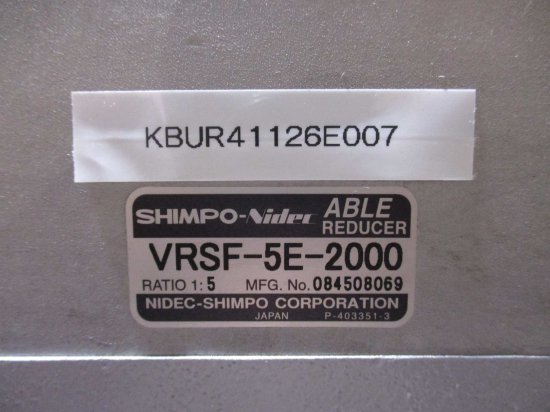 KBUR41126E007
SHIMPO-Nidec ABLE REDUCER
VRSF-5E-2000
RATIO 1:5 MFG. No. 084508069
NIDEC-SHIMPO CORPORATION
JAPAN P-403351-3